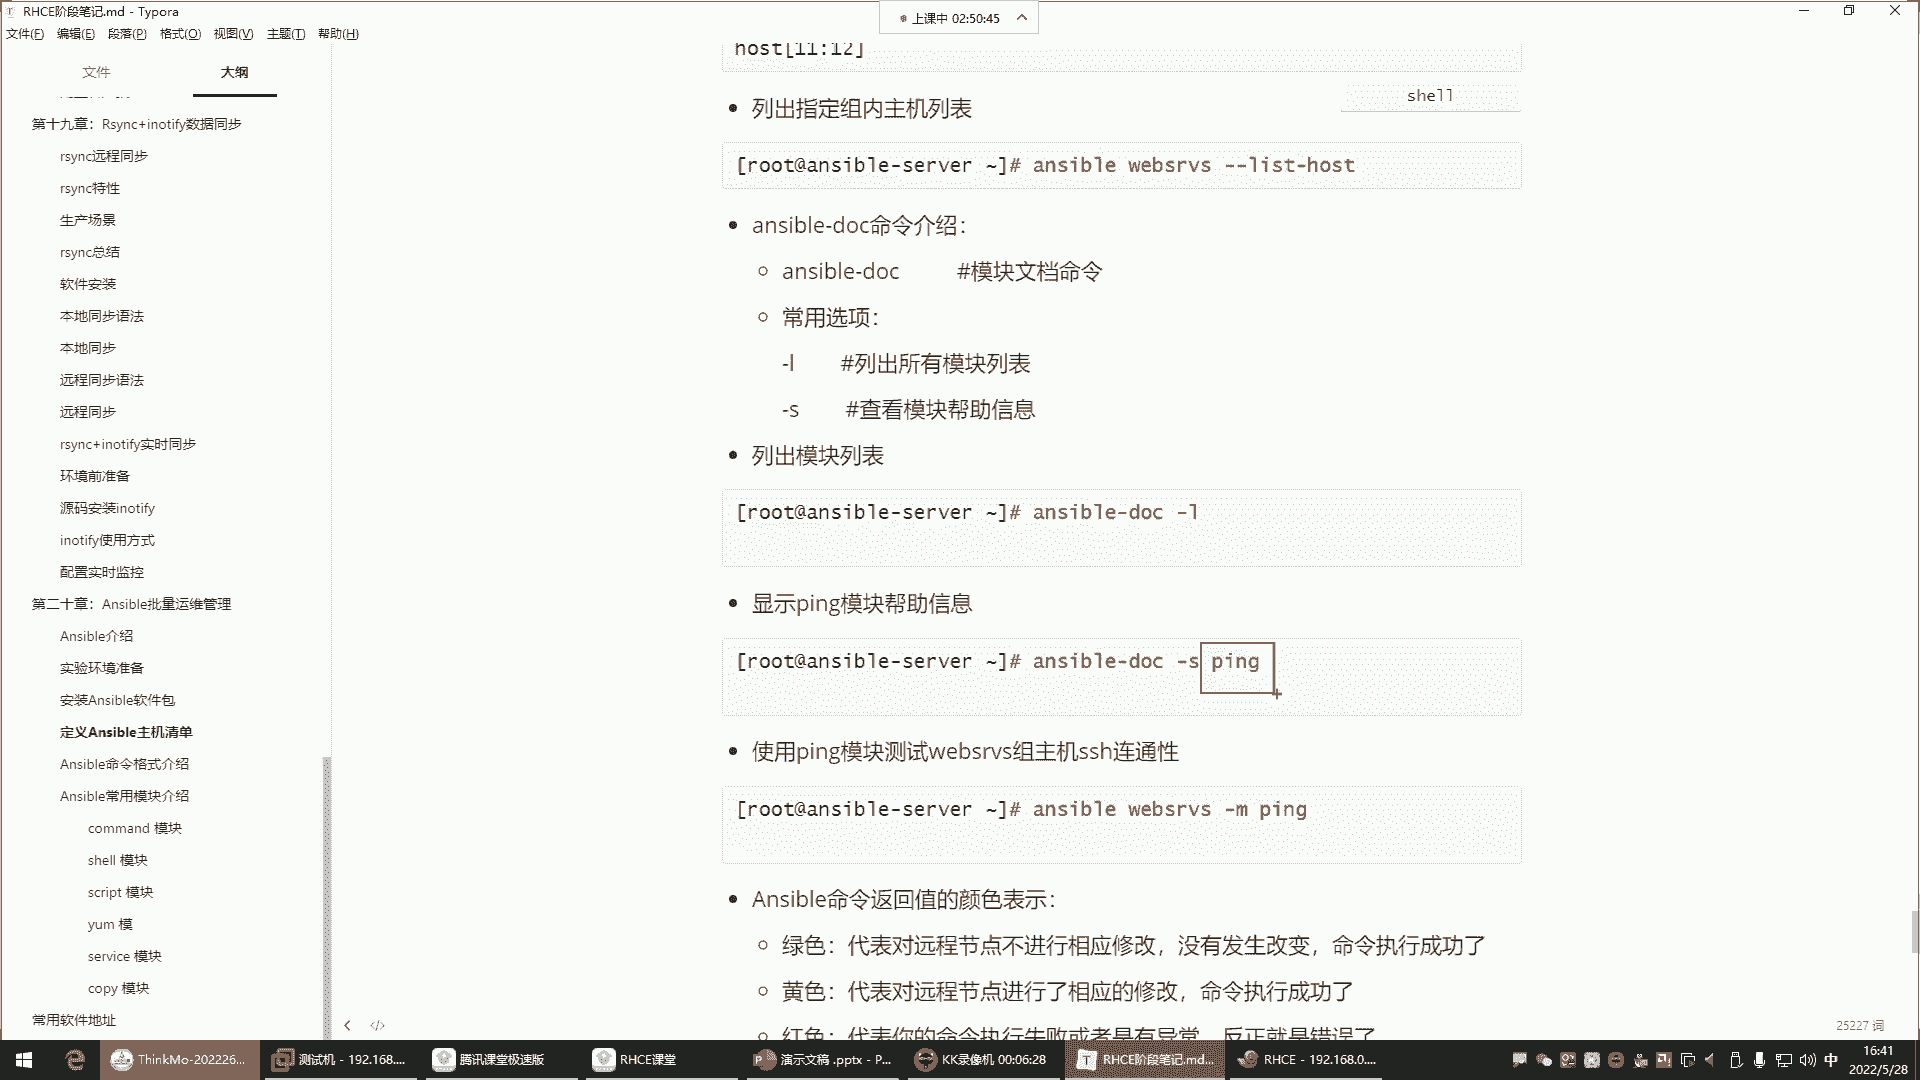 RHCE阶段笔记.md - Typora
上课中 02:50:45
文件(F) 编辑(E) 段落(P) 格式(O) 视图(V) 主题(T) 帮助(H)
文件 大纲
第十九章：Rsync+inotify数据同步
rsync远程同步
rsync特性
生产场景
rsync总结
软件安装
本地同步语法
本地同步
远程同步语法
远程同步
rsync+inotify实时同步
环境前准备
源码安装inotify
inotify使用方式
配置实时监控
第二十章：Ansible批量运维管理
Ansible介绍
实验环境准备
安装Ansible软件包
定义Ansible主机清单
Ansible命令格式介绍
Ansible常用模块介绍
command 模块
shell 模块
script 模块
yum 模
service 模块
copy 模块
常用软件地址
host[11:12]
shell
列出指定组内主机列表
[root@ansible-server ~]# ansible websrvs --list-host
ansible-doc命令介绍：
ansible-doc #模块文档命令
常用选项：
-l #列出所有模块列表
-s #查看模块帮助信息
列出模块列表
[root@ansible-server ~]# ansible-doc -l
显示ping模块帮助信息
[root@ansible-server ~]# ansible-doc -s ping
使用ping模块测试websrvs组主机ssh连通性
[root@ansible-server ~]# ansible websrvs -m ping
Ansible命令返回值的颜色表示：
绿色：代表对远程节点不进行相应修改，没有发生改变，命令执行成功了
黄色：代表对远程节点进行了相应的修改，命令执行成功了
红色：代表你的命令执行失败或者是有异常，反正就是错误了
25227 词
ThinkMo-202226...
测试机 - 192.168....
腾讯课堂极速版
RHCE课堂
演示文稿 .pptx - P...
KK录像机 00:06:28
RHCE阶段笔记.md...
RHCE - 192.168.0....
中
16:41
2022/5/28